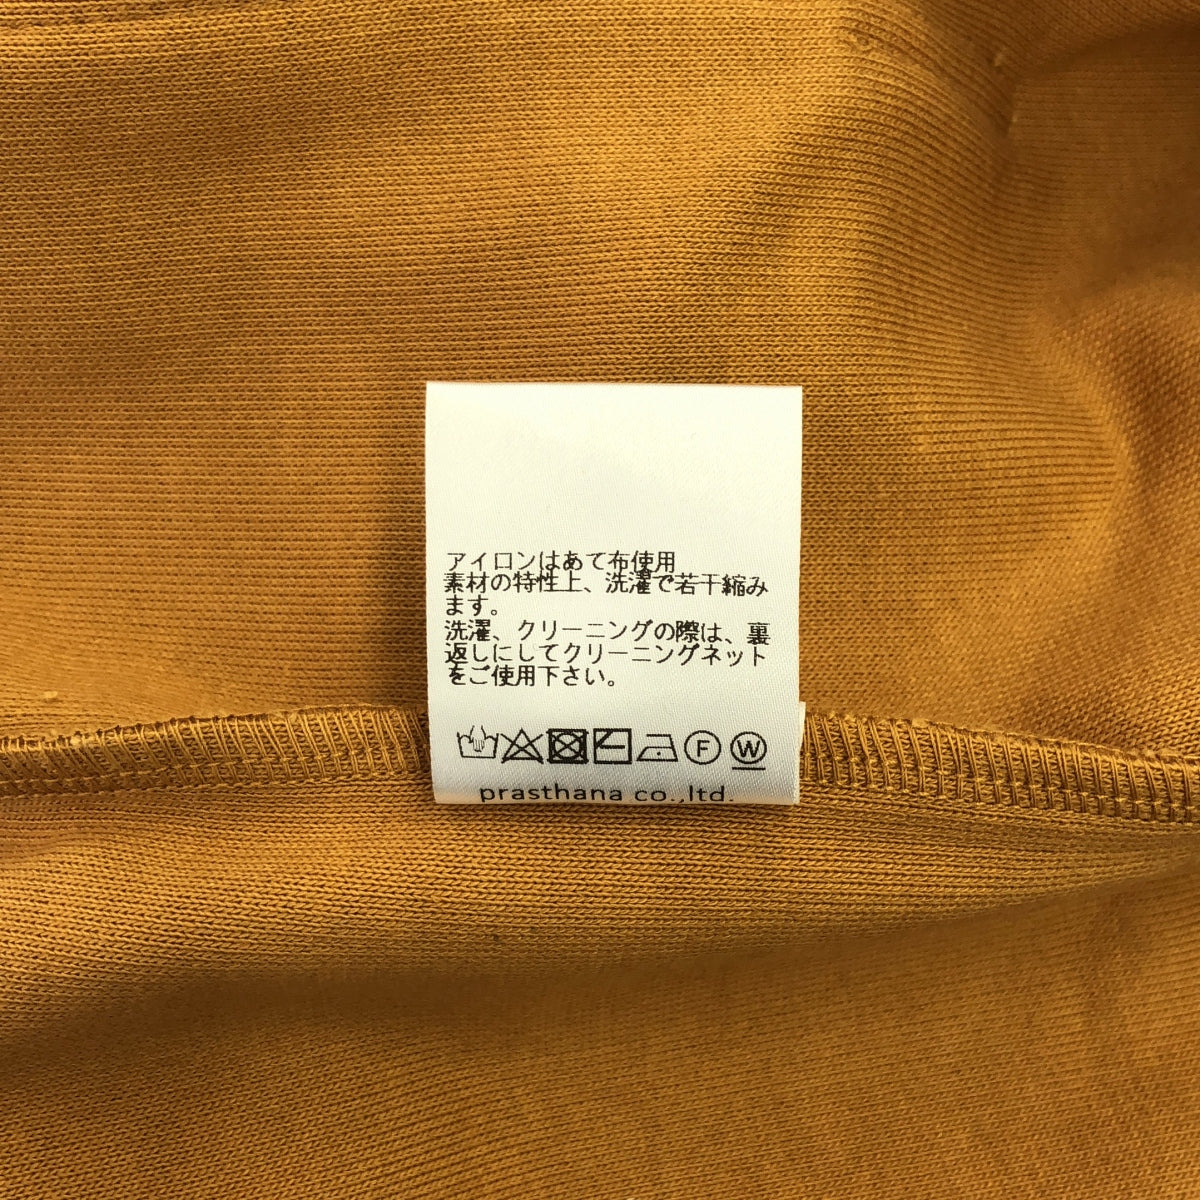 アイロンはあて布使用
素材の特性上、洗濯で若干縮み
ます。
洗濯、クリーニングの際は、裏
返しにしてクリーニングネット
をご使用下さい。
F W
prasthana co.,ltd.